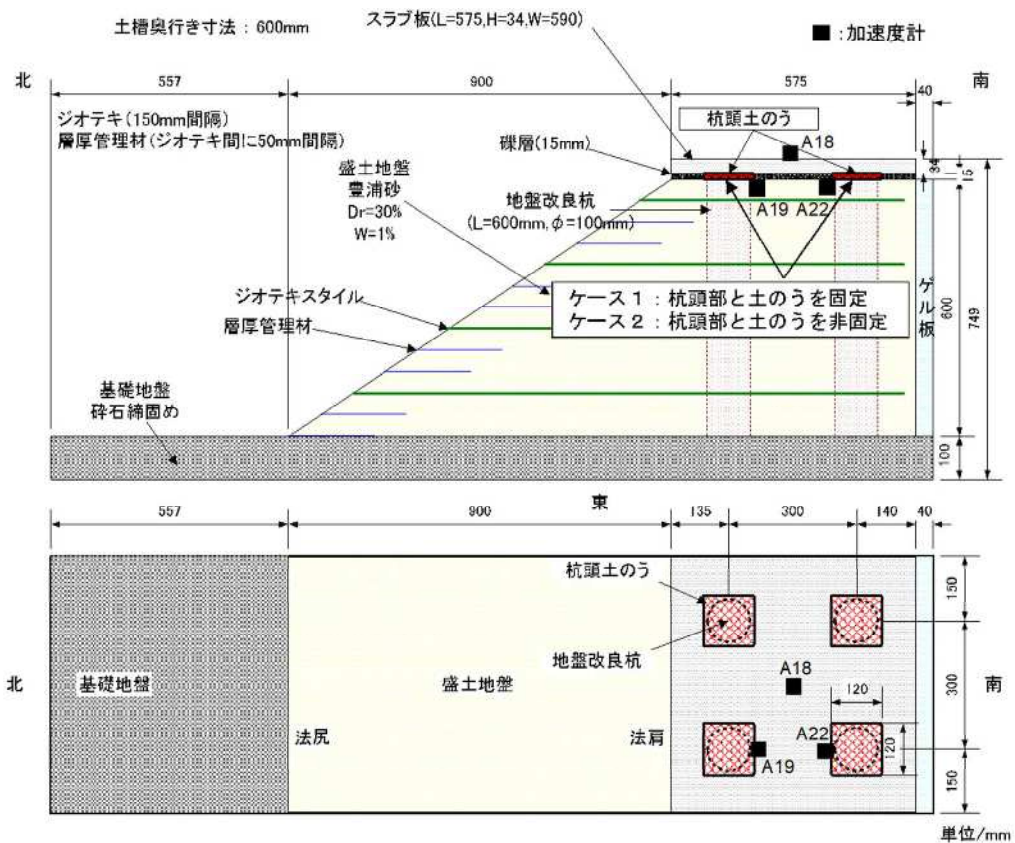 土槽奥行き寸法：600mm
スラブ板(L=575,H=34,W=590)
■：加速度計
北
557
900
575
40
南
ジオテキ(150mm間隔)
層厚管理材(ジオテキ間に50mm間隔)
杭頭土のう
A18
礫層(15mm)
34
15
盛土地盤
豊浦砂
Dr=30%
W=1%
地盤改良杭
(L=600mm,φ=100mm)
A19
A22
ケース１：杭頭部と土のうを固定
ケース２：杭頭部と土のうを非固定
ゲル板
600
749
ジオテキスタイル
層厚管理材
基礎地盤
砕石締固め
100
東
557
900
135
300
140
40
杭頭土のう
150
地盤改良杭
北
基礎地盤
盛土地盤
A18
300
南
120
法尻
法肩
A22
A19
120
150
単位/mm